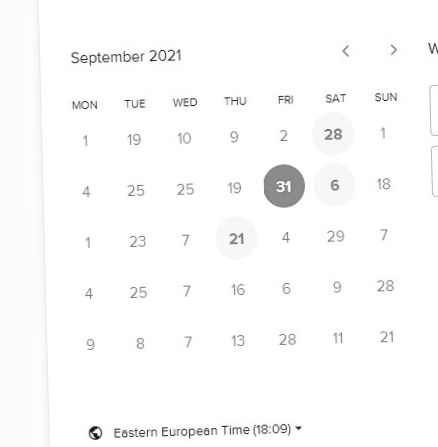 September 2021
W
MON TUE WED THU FRI SAT SUN
1 19 10 9 2 28 1
4 25 25 19 31 6 18
1 23 7 21 4 29 7
4 25 7 16 6 9 28
9 8 7 13 28 11 21
Eastern European Time (18:09)